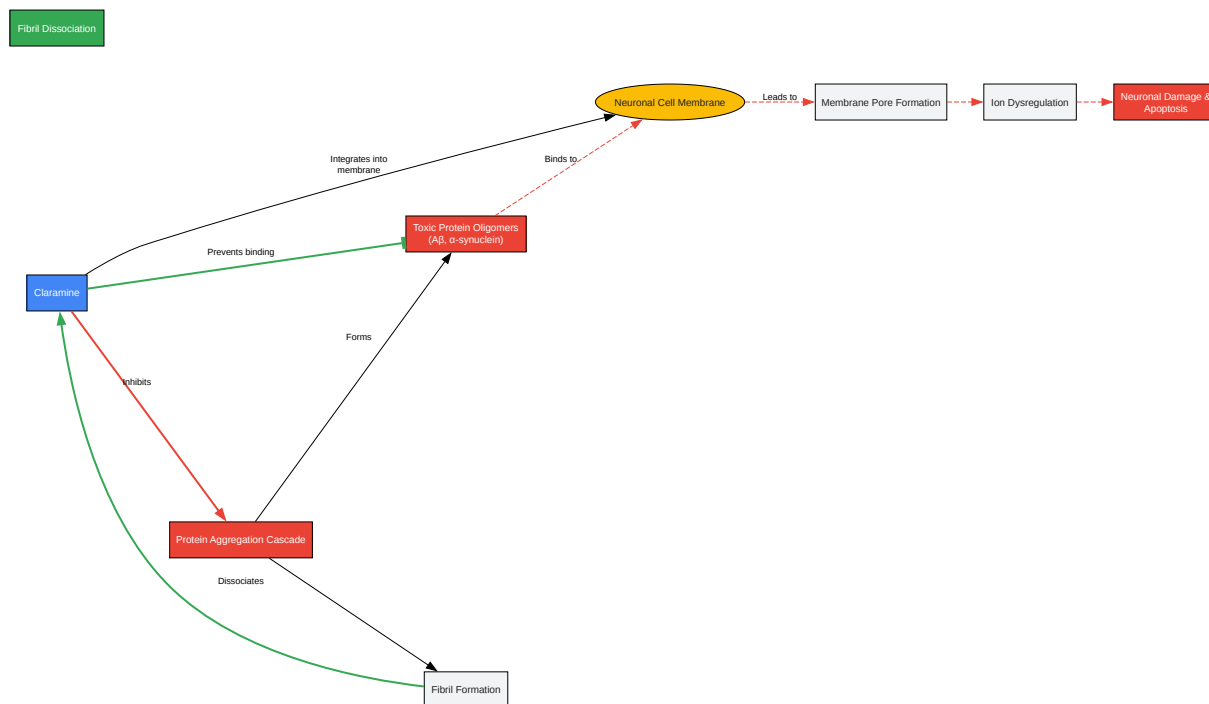 Fibril Dissociation
Neuronal Cell Membrane
Leads to
Membrane Pore Formation
Ion Dysregulation
Neuronal Damage &
Apoptosis
Integrates into
membrane
Binds to
Toxic Protein Oligomers
(Aβ, α-synuclein)
Prevents binding
Claramine
Forms
Inhibits
Protein Aggregation Cascade
Dissociates
Fibril Formation